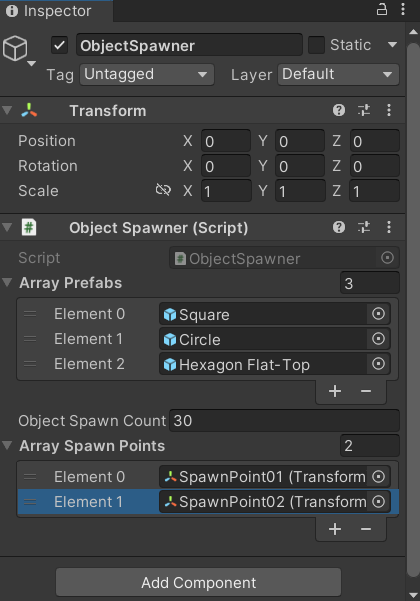 Inspector
ObjectSpawner Static
Tag Untagged Layer Default
Transform
Position X 0 Y 0 Z 0
Rotation X 0 Y 0 Z 0
Scale X 1 Y 1 Z 1
# Object Spawner (Script)
Script # ObjectSpawner
Array Prefabs 3
Element 0 Square
Element 1 Circle
Element 2 Hexagon Flat-Top
+ −
Object Spawn Count 30
Array Spawn Points 2
Element 0 SpawnPoint01 (Transform
Element 1 SpawnPoint02 (Transform
+ −
Add Component